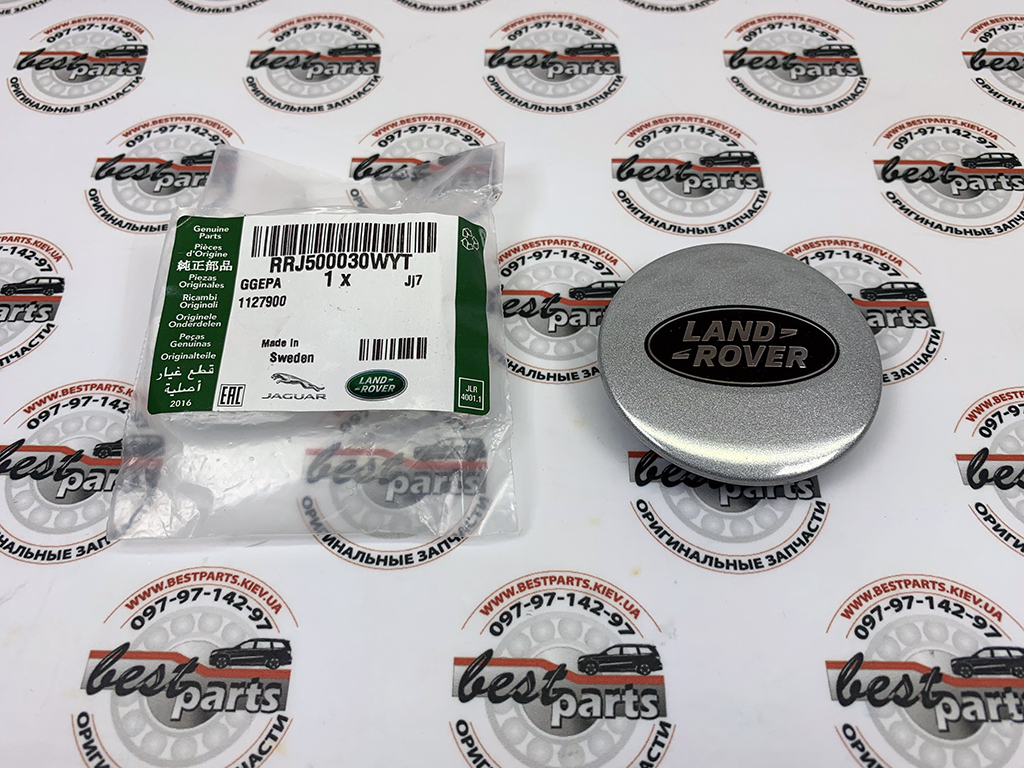 Genuine
Parts
Pièces
d'Origine
純正部品
Piezas
Originales
Ricambi
Originali
Originele
Onderdelen
Peças
Genuínas
Originalteile
قطع غيار
أصلية
2016
RRJ500030WYT
GGEPA
1 x
Jj7
1127900
Made in
Sweden
EAC
JAGUAR
LAND-
-ROVER
JLR
4001.1
LAND-
-ROVER
WWW.BESTPARTS.KIEV.UA
097-97-142-97
best
parts
ОРИГИНАЛЬНЫЕ ЗАПЧАСТИ